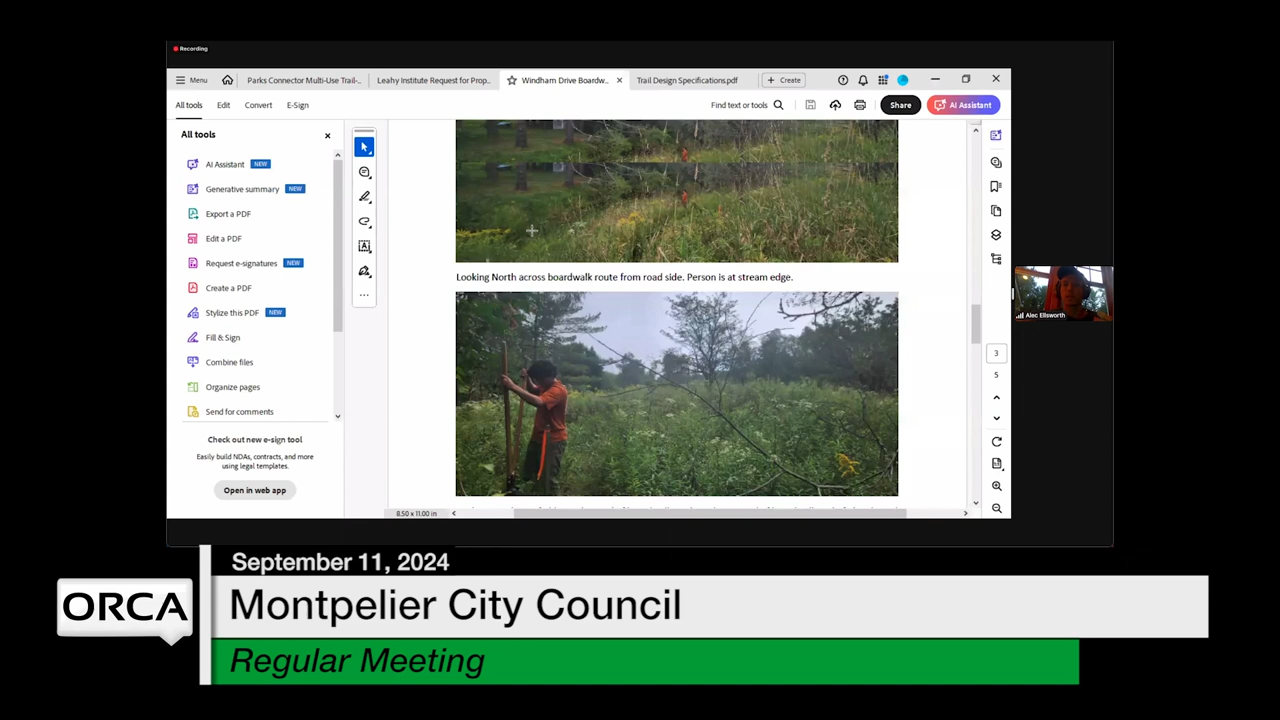 Recording
Menu
Parks Connector Multi-Use Trail-..
Leahy Institute Request for Prop..
Windham Drive Boardw...
Trail Design Specifications.pdf
Create
All tools
Edit
Convert
E-Sign
Find text or tools
Share
AI Assistant
All tools
AI Assistant NEW
Generative summary NEW
Export a PDF
Edit a PDF
Request e-signatures NEW
Create a PDF
Stylize this PDF NEW
Fill & Sign
Combine files
Organize pages
Send for comments
Check out new e-sign tool
Easily build NDAs, contracts, and more
using legal templates.
Open in web app
Looking North across boardwalk route from road side. Person is at stream edge.
8.50 x 11.00 in
3
5
Alec Ellsworth
September 11, 2024
ORCA
Montpelier City Council
Regular Meeting